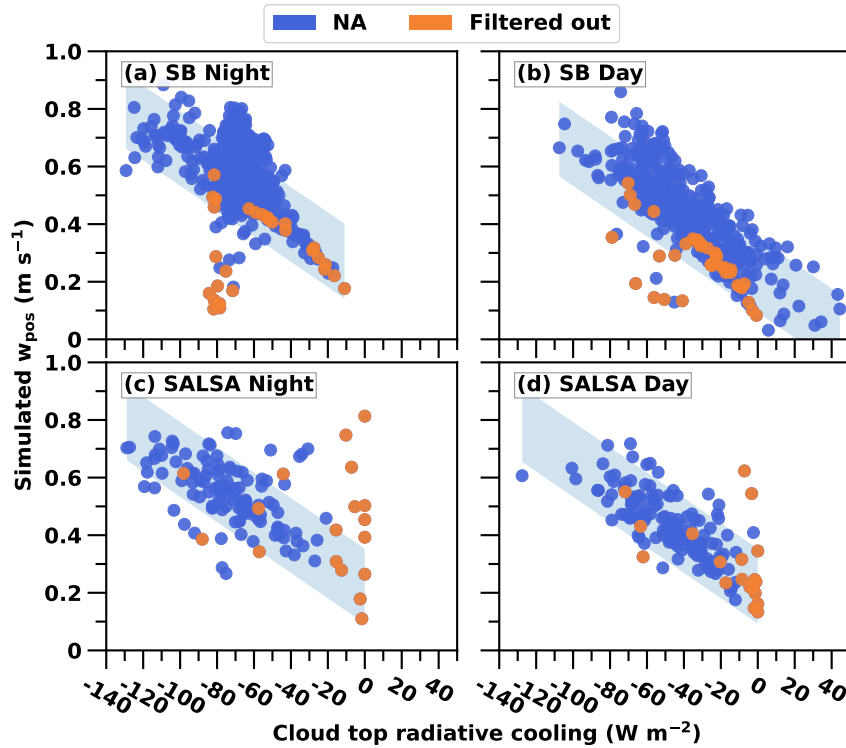 NA Filtered out
(a) SB Night
(b) SB Day
1.0
0.8
0.6
0.4
0.2
0
(c) SALSA Night
(d) SALSA Day
1.0
0.8
0.6
0.4
0.2
0
Simulated w_pos (m s⁻¹)
-140 -120 -100 -80 -60 -40 -20 0 20 40
-140 -120 -100 -80 -60 -40 -20 0 20 40
Cloud top radiative cooling (W m⁻²)